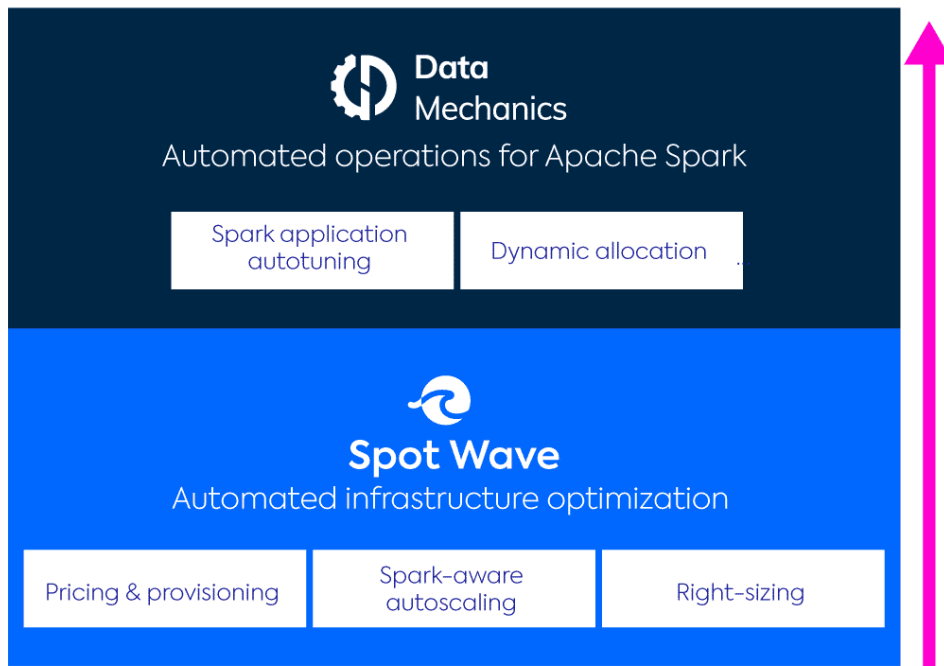 Data
Mechanics
Automated operations for Apache Spark
Spark application
autotuning
Dynamic allocation
..
Spot Wave
Automated infrastructure optimization
Pricing & provisioning
Spark-aware
autoscaling
Right-sizing